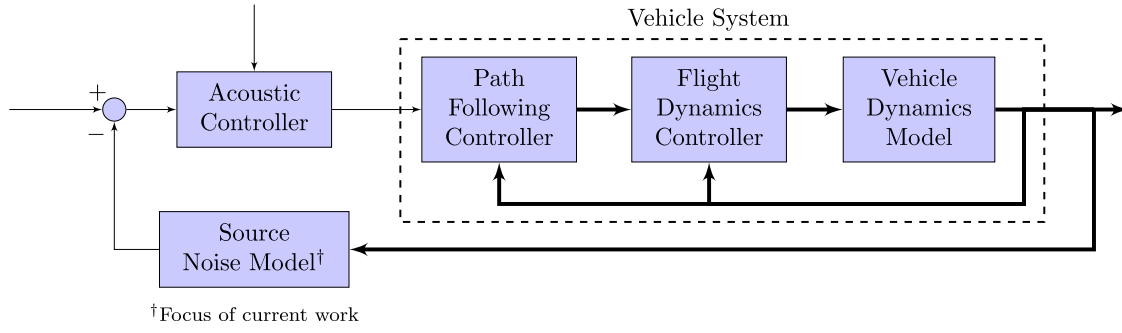 Vehicle System
Path
Following
Controller
Flight
Dynamics
Controller
Vehicle
Dynamics
Model
Acoustic
Controller
+
−
Source
Noise Model†
†Focus of current work